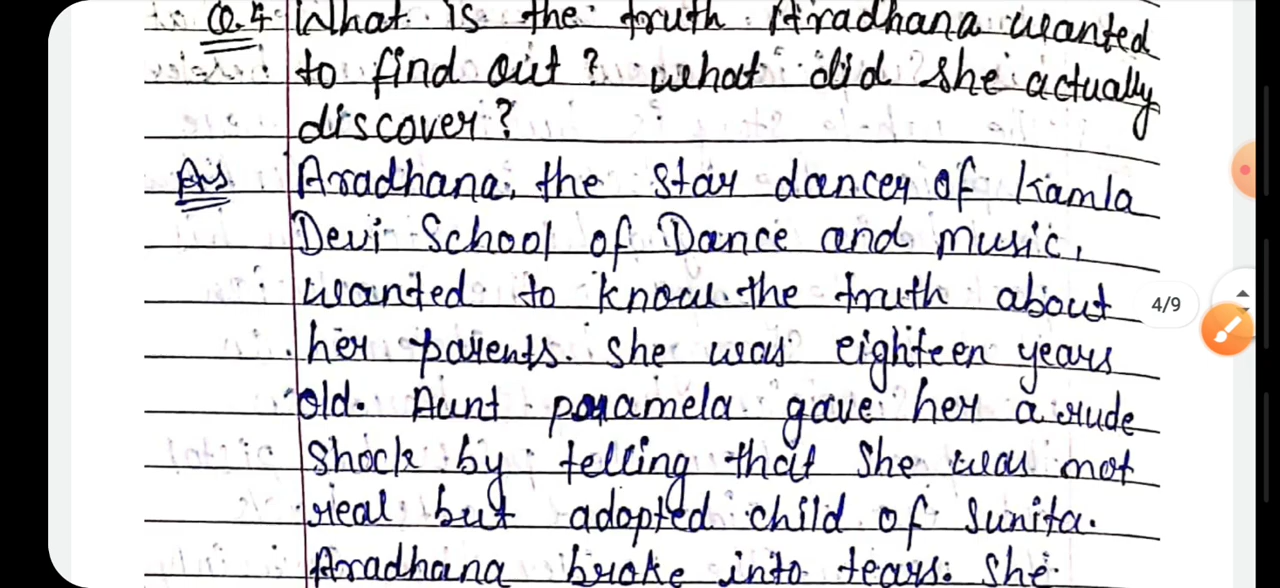 Q.4 What is the truth Aradhana wanted
to find out? what did she actually
discover?
Ans Aradhana, the star dancer of Kamla
Devi School of Dance and music,
wanted to know the truth about
her parents. She was eighteen years
old. Aunt pamela gave her a rude
shock by telling that she was not
real but adopted child of Sunita.
Aradhana broke into tears. She
4/9